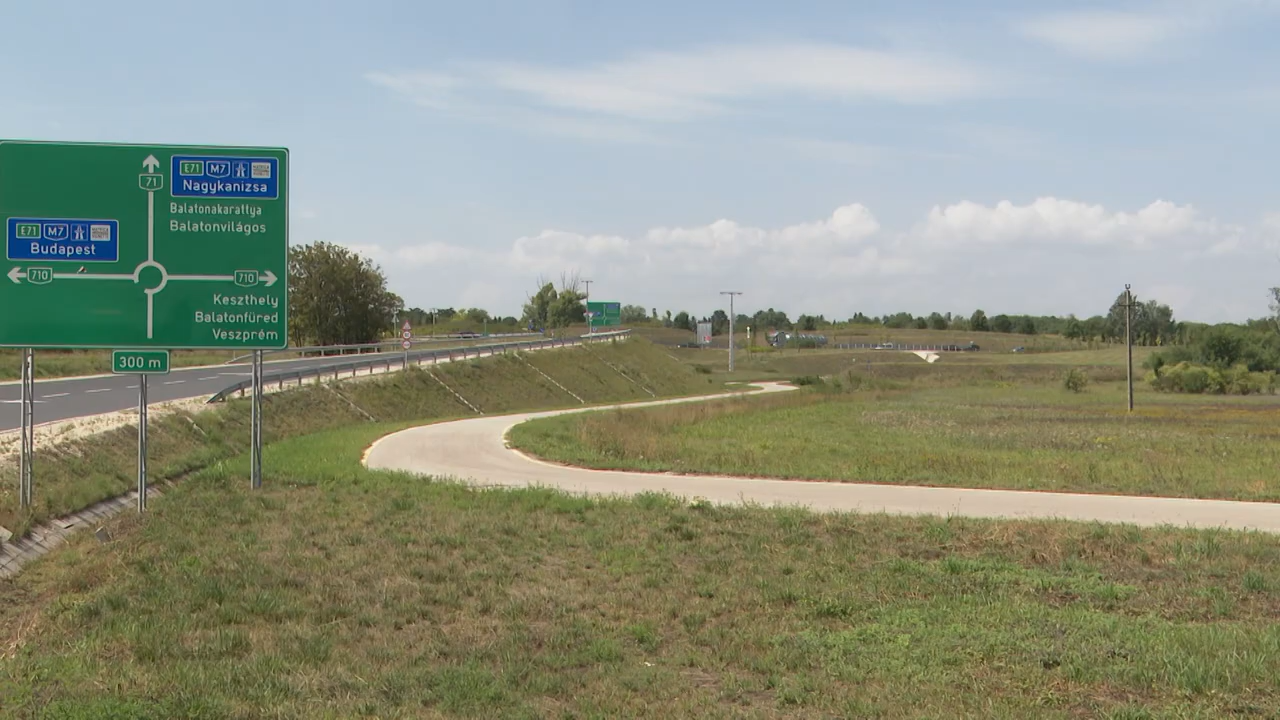 71
E71 M7
Nagykanizsa
Balatonakarattya
Balatonvilágos
E71 M7
Budapest
710
710
Keszthely
Balatonfüred
Veszprém
300 m